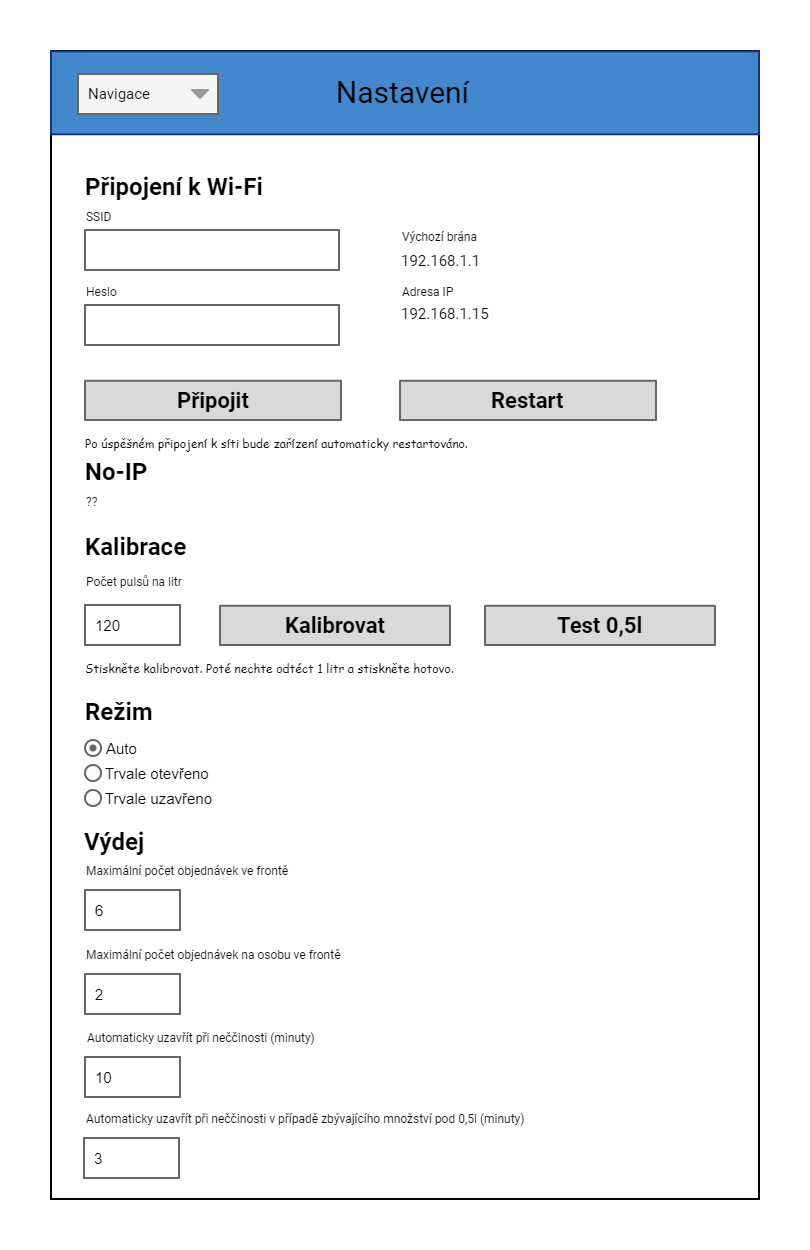 Navigace
Nastavení
Připojení k Wi-Fi
SSID
Výchozí brána
192.168.1.1
Heslo
Adresa IP
192.168.1.15
Připojit
Restart
Po úspěšném připojení k síti bude zařízení automaticky restartováno.
No-IP
??
Kalibrace
Počet pulsů na litr
120
Kalibrovat
Test 0,5l
Stiskněte kalibrovat. Poté nechte odtéct 1 litr a stiskněte hotovo.
Režim
Auto
Trvale otevřeno
Trvale uzavřeno
Výdej
Maximální počet objednávek ve frontě
6
Maximální počet objednávek na osobu ve frontě
2
Automaticky uzavřít při neččinosti (minuty)
10
Automaticky uzavřít při neččinosti v případě zbývajícího množství pod 0,5l (minuty)
3